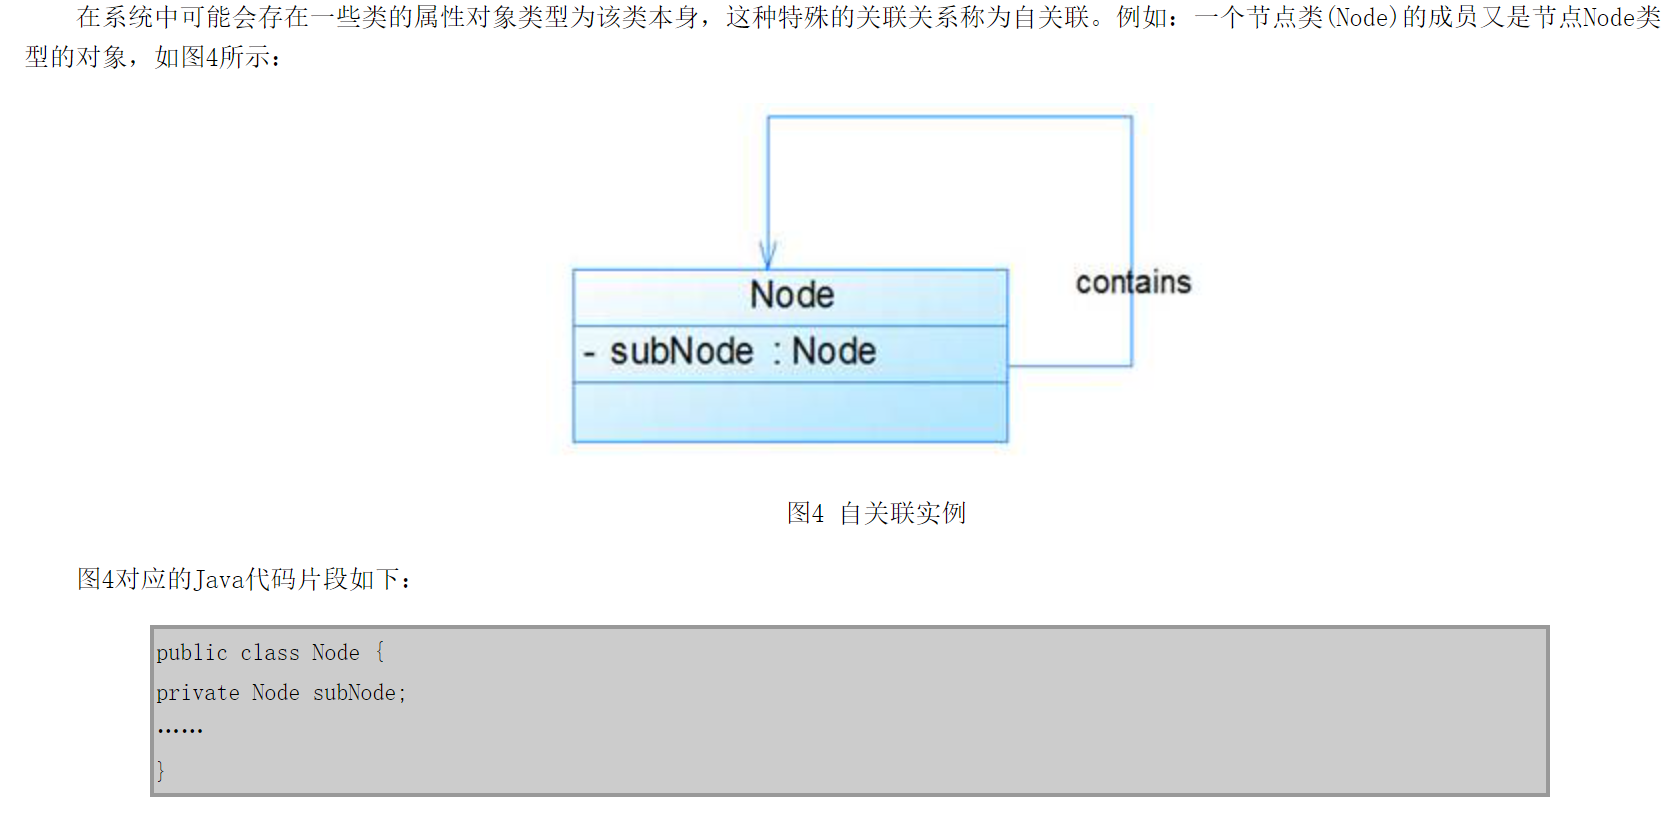 在系统中可能会存在一些类的属性对象类型为该类本身，这种特殊的关联关系称为自关联。例如：一个节点类(Node)的成员又是节点Node类
型的对象，如图4所示：
Node
contains
- subNode : Node
图4 自关联实例
图4对应的Java代码片段如下：
public class Node {
private Node subNode;
……
}